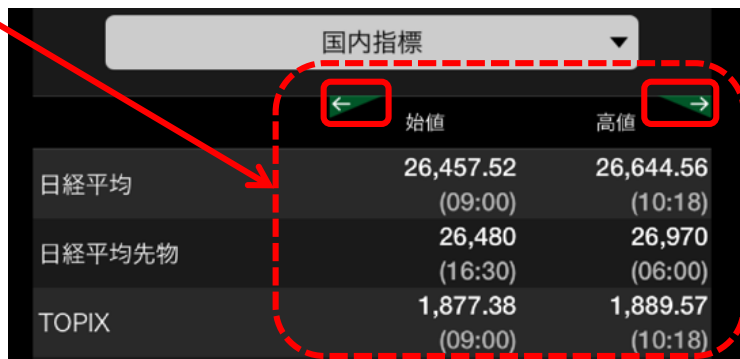 国内指標 ▼
← →
始値 高値
日経平均 26,457.52 26,644.56
(09:00) (10:18)
日経平均先物 26,480 26,970
(16:30) (06:00)
TOPIX 1,877.38 1,889.57
(09:00) (10:18)